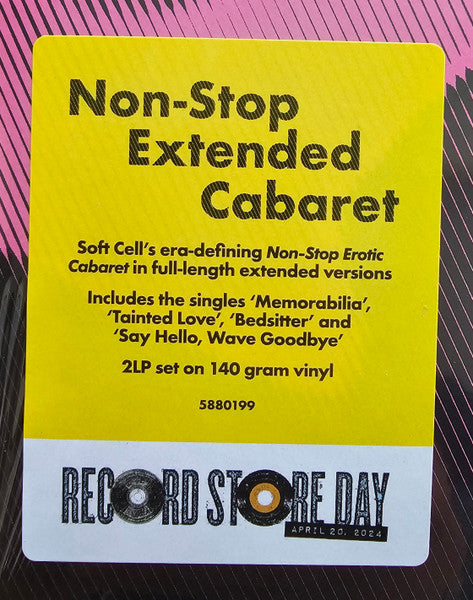 Non-Stop
Extended
Cabaret
Soft Cell's era-defining Non-Stop Erotic
Cabaret in full-length extended versions
Includes the singles ‘Memorabilia’,
‘Tainted Love’, ‘Bedsitter’ and
‘Say Hello, Wave Goodbye’
2LP set on 140 gram vinyl
5880199
RECORD STORE DAY
APRIL 20, 2024